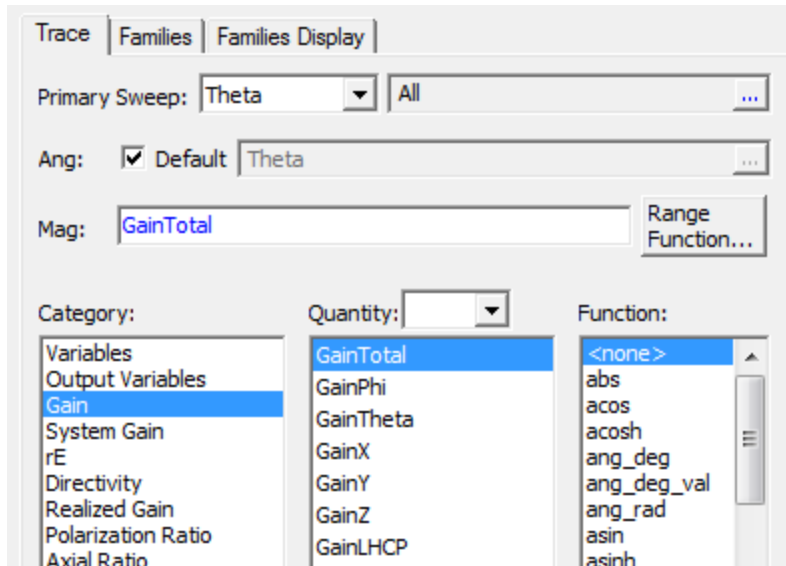 Trace Families Families Display
Primary Sweep: Theta All ...
Ang: Default Theta ...
Mag: GainTotal Range Function...
Category:
Variables
Output Variables
Gain
System Gain
rE
Directivity
Realized Gain
Polarization Ratio
Axial Ratio
Quantity:
GainTotal
GainPhi
GainTheta
GainX
GainY
GainZ
GainLHCP
Function:
<none>
abs
acos
acosh
ang_deg
ang_deg_val
ang_rad
asin
asinh